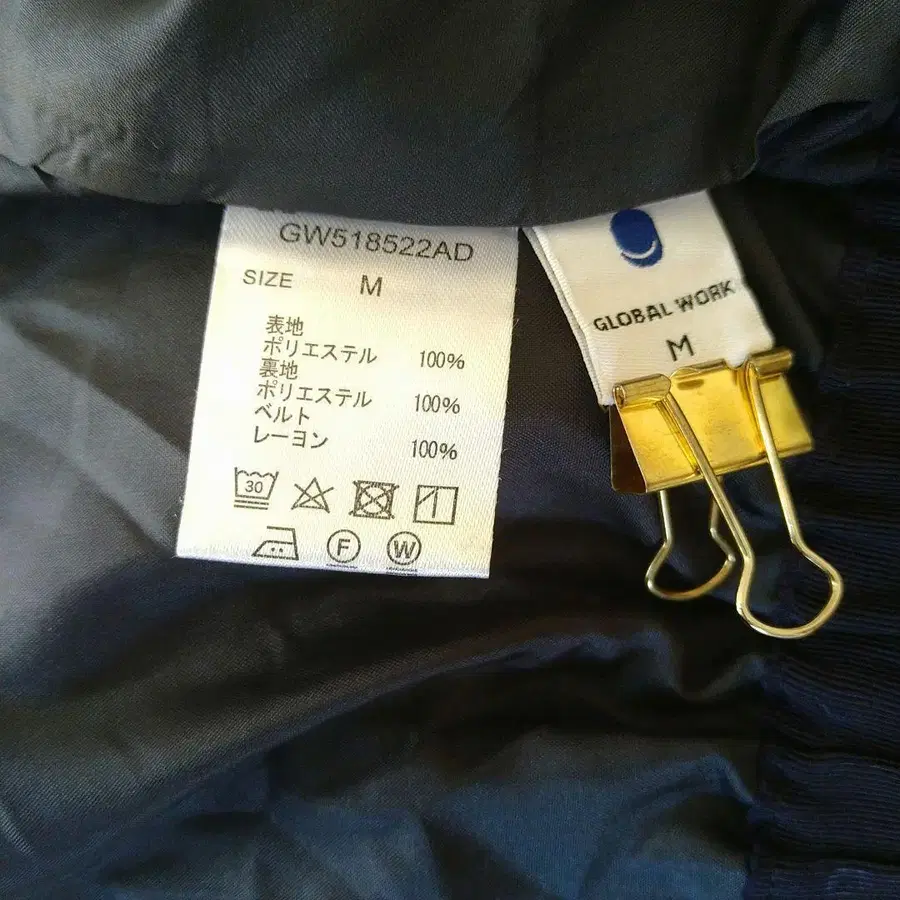 GW518522AD
SIZE M
表地
ポリエステル 100%
裏地
ポリエステル 100%
ベルト
レーヨン 100%
30
F W
GLOBAL WORK
M